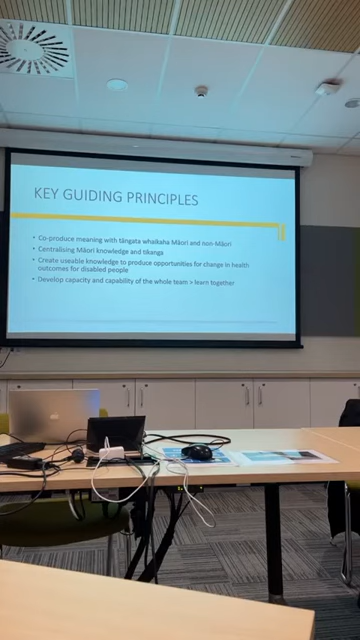 KEY GUIDING PRINCIPLES
• Co-produce meaning with tāngata whaikaha Māori and non-Māori
• Centralising Māori knowledge and tikanga
• Create useable knowledge to produce opportunities for change in health
outcomes for disabled people
• Develop capacity and capability of the whole team > learn together